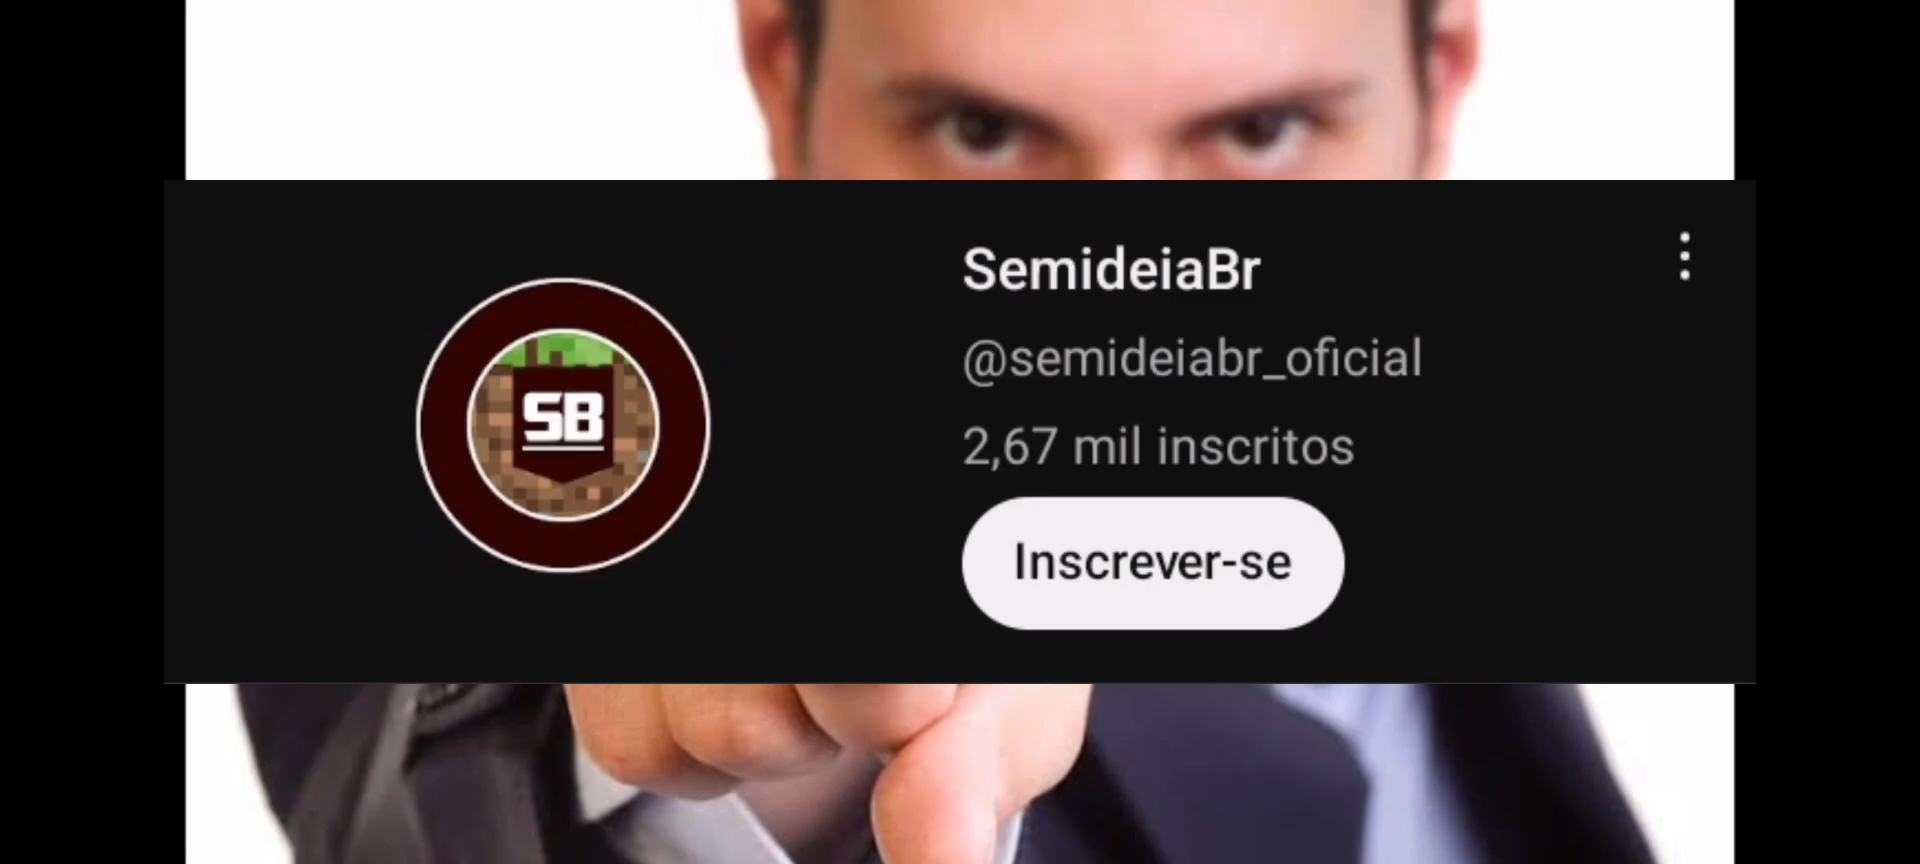 SemideiaBr
@semideiabr_oficial
2,67 mil inscritos
Inscrever-se
SB